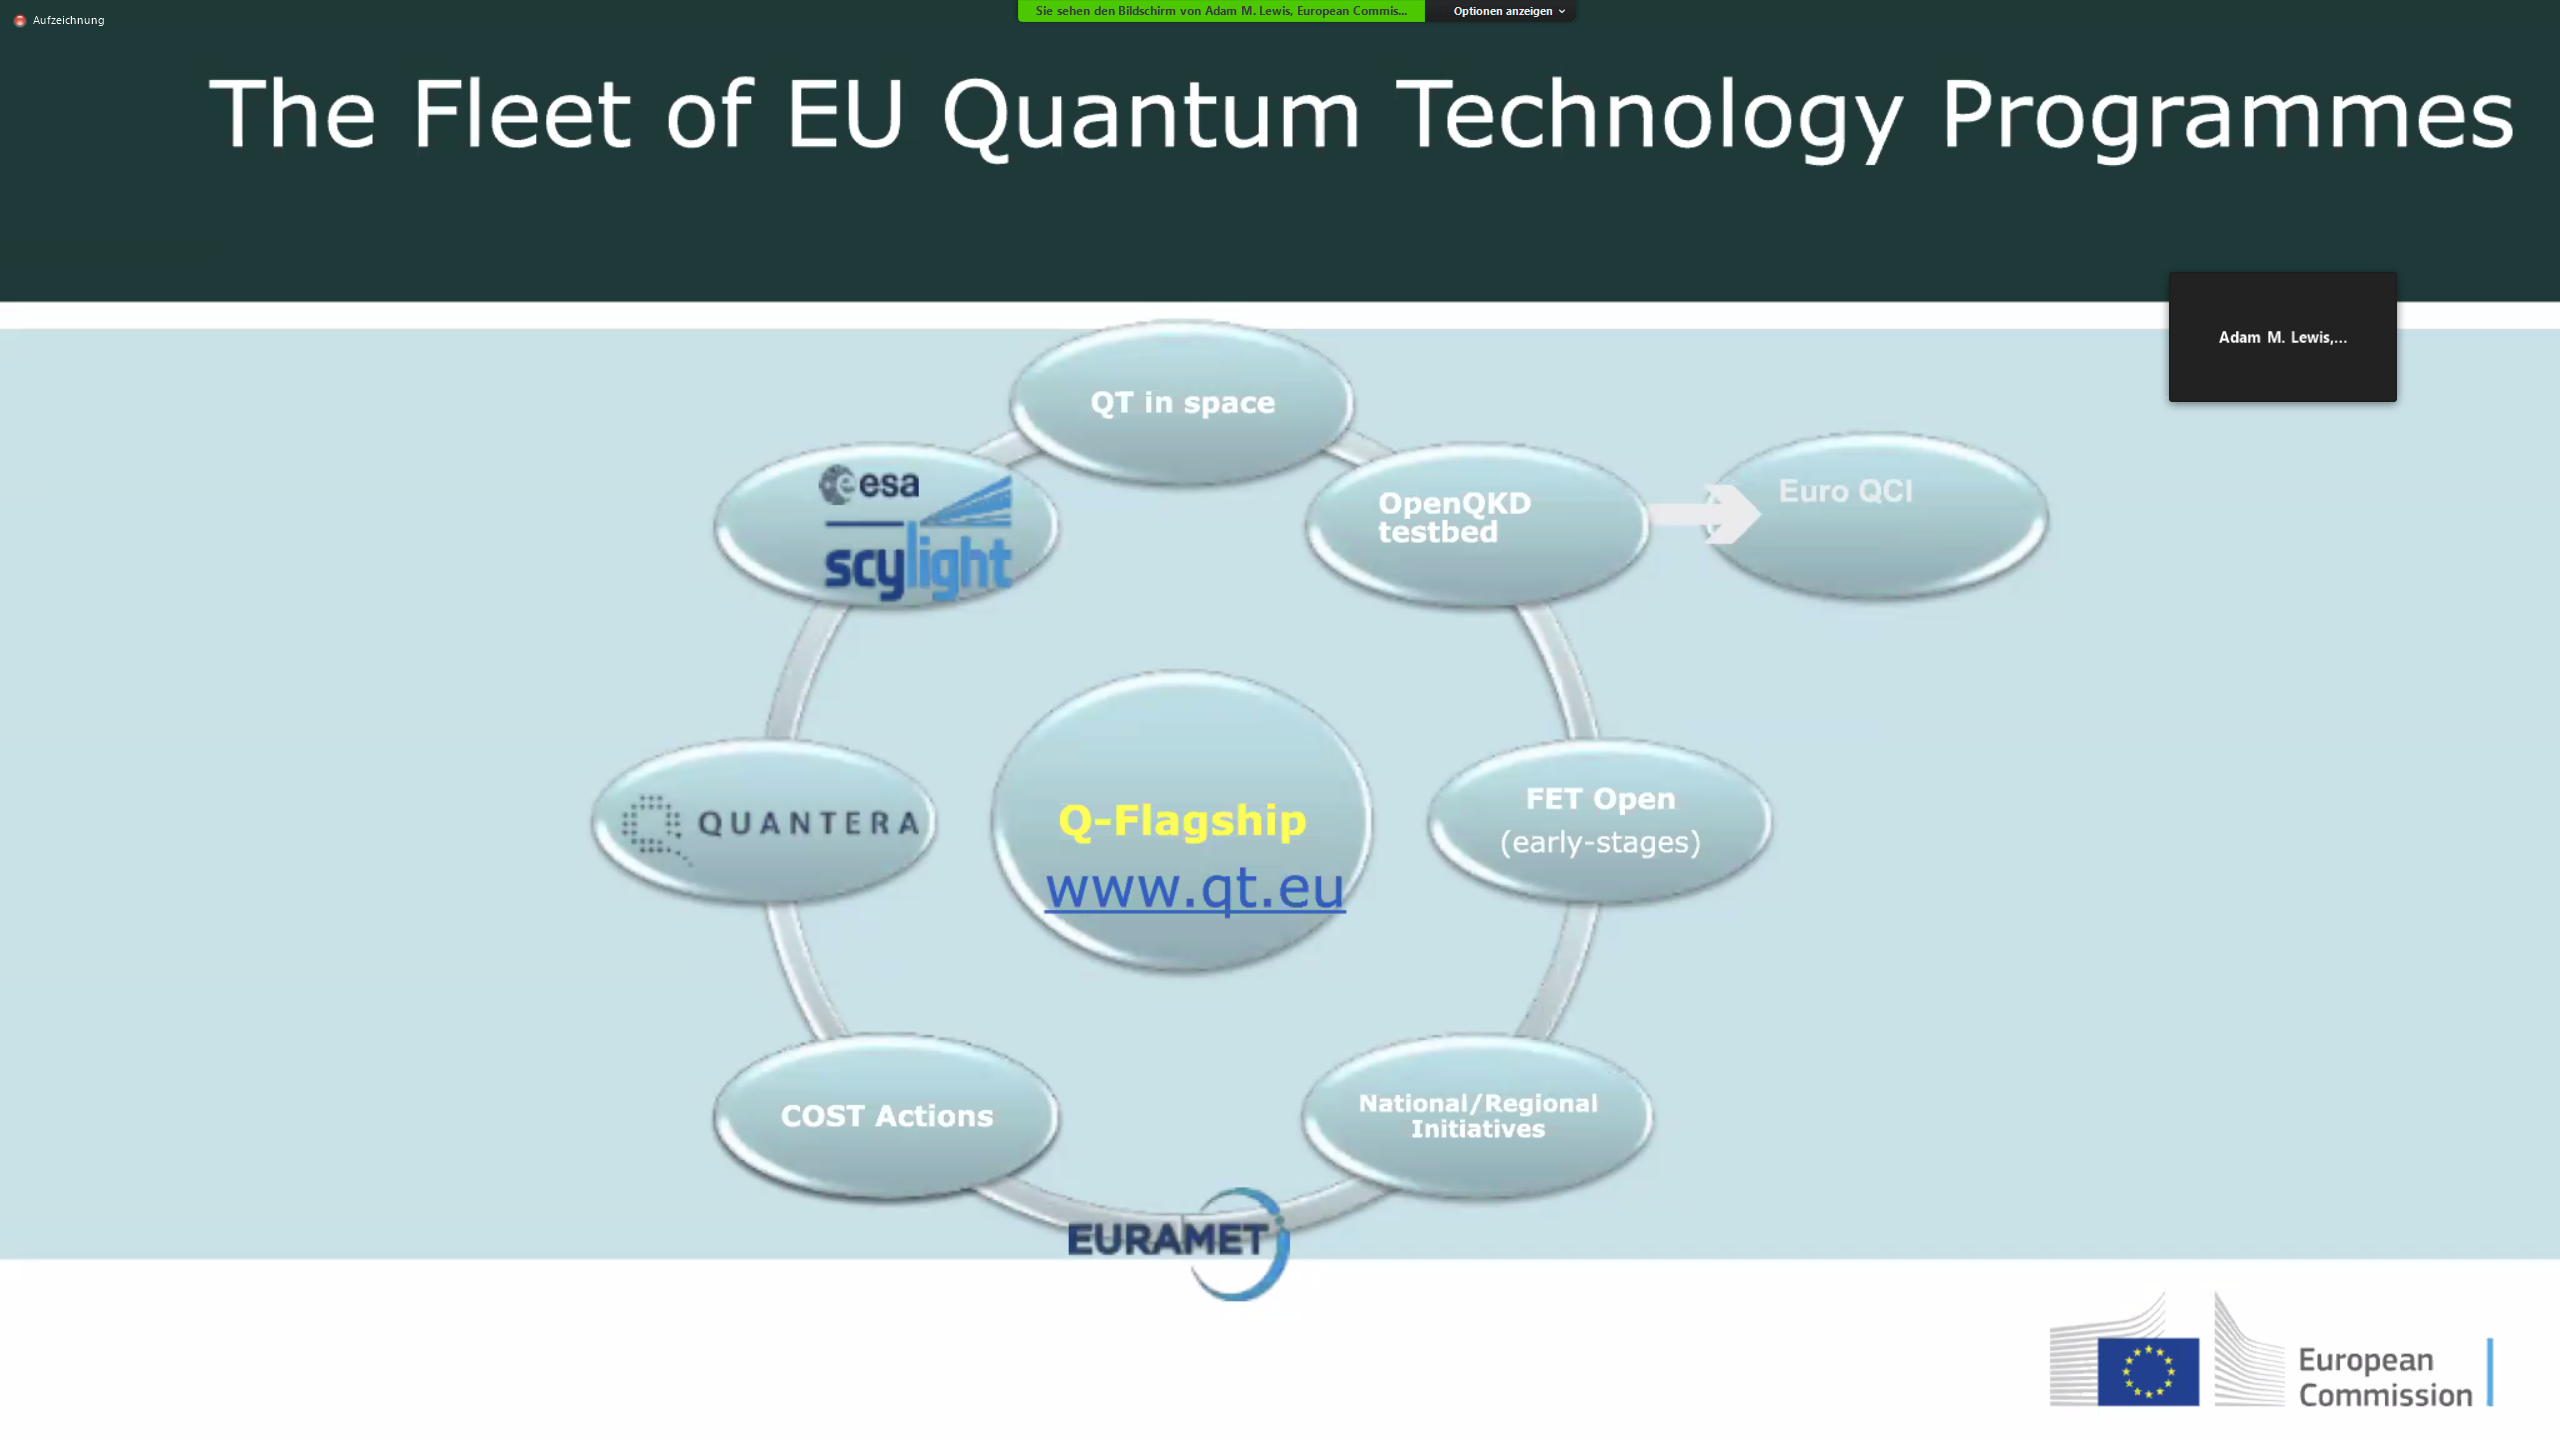 Aufzeichnung
Sie sehen den Bildschirm von Adam M. Lewis, European Commis...
Optionen anzeigen
The Fleet of EU Quantum Technology Programmes
Adam M. Lewis,...
QT in space
esa
scylight
OpenQKD
testbed
Euro QCI
QUANTERA
Q-Flagship
www.qt.eu
FET Open
(early-stages)
COST Actions
National/Regional
Initiatives
EURAMET
European
Commission